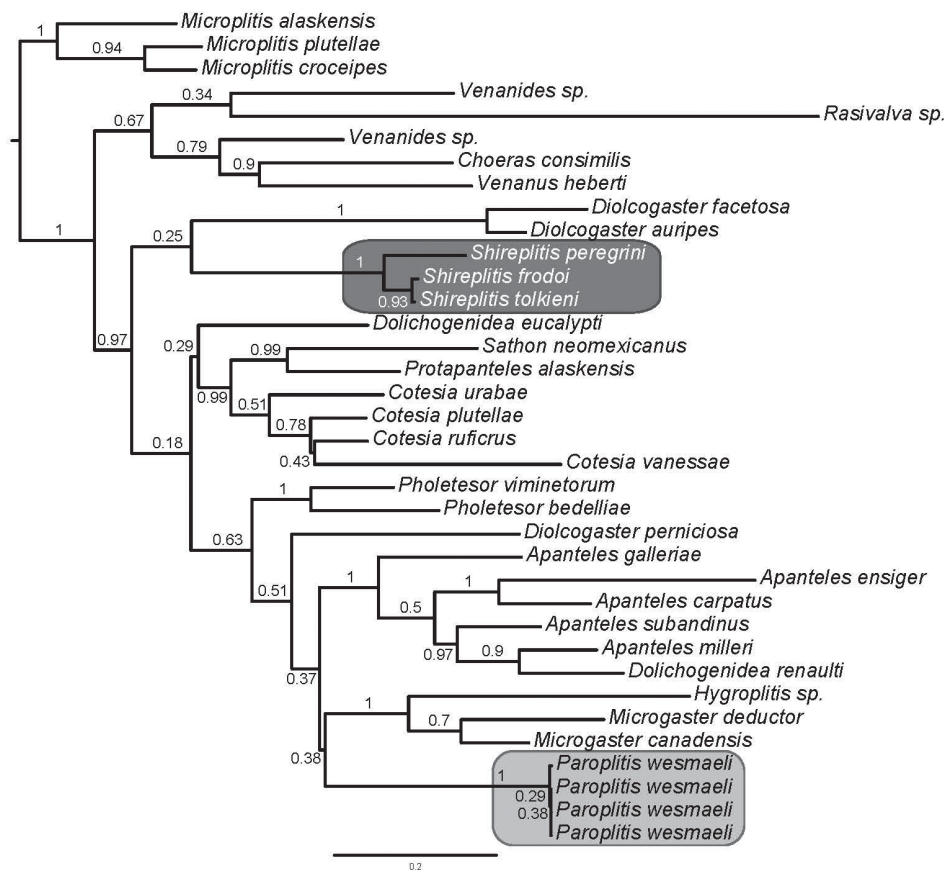 Microplitis alaskensis
1
Microplitis plutellae
0.94
Microplitis croceipes
Venanides sp.
0.34
Rasivalva sp.
0.67
Venanides sp.
0.79
Choeras consimilis
0.9
Venanus heberti
Diolcogaster facetosa
1
1
Diolcogaster auripes
0.25
Shireplitis peregrini
1
Shireplitis frodoi
0.93
Shireplitis tolkieni
Dolichogenidea eucalypti
0.97
0.29
Sathon neomexicanus
0.99
Protapanteles alaskensis
0.99
Cotesia urabae
0.51
Cotesia plutellae
0.78
Cotesia ruficrus
0.18
0.43
Cotesia vanessae
Pholetesor viminetorum
1
Pholetesor bedelliae
Diolcogaster perniciosa
0.63
Apanteles galleriae
1
Apanteles ensiger
1
0.51
Apanteles carpatus
0.5
Apanteles subandinus
Apanteles milleri
0.97
0.9
Dolichogenidea renaulti
0.37
Hygroplitis sp.
1
Microgaster deductor
0.7
Microgaster canadensis
0.38
Paroplitis wesmaeli
1
Paroplitis wesmaeli
0.29
Paroplitis wesmaeli
0.38
Paroplitis wesmaeli
0.2